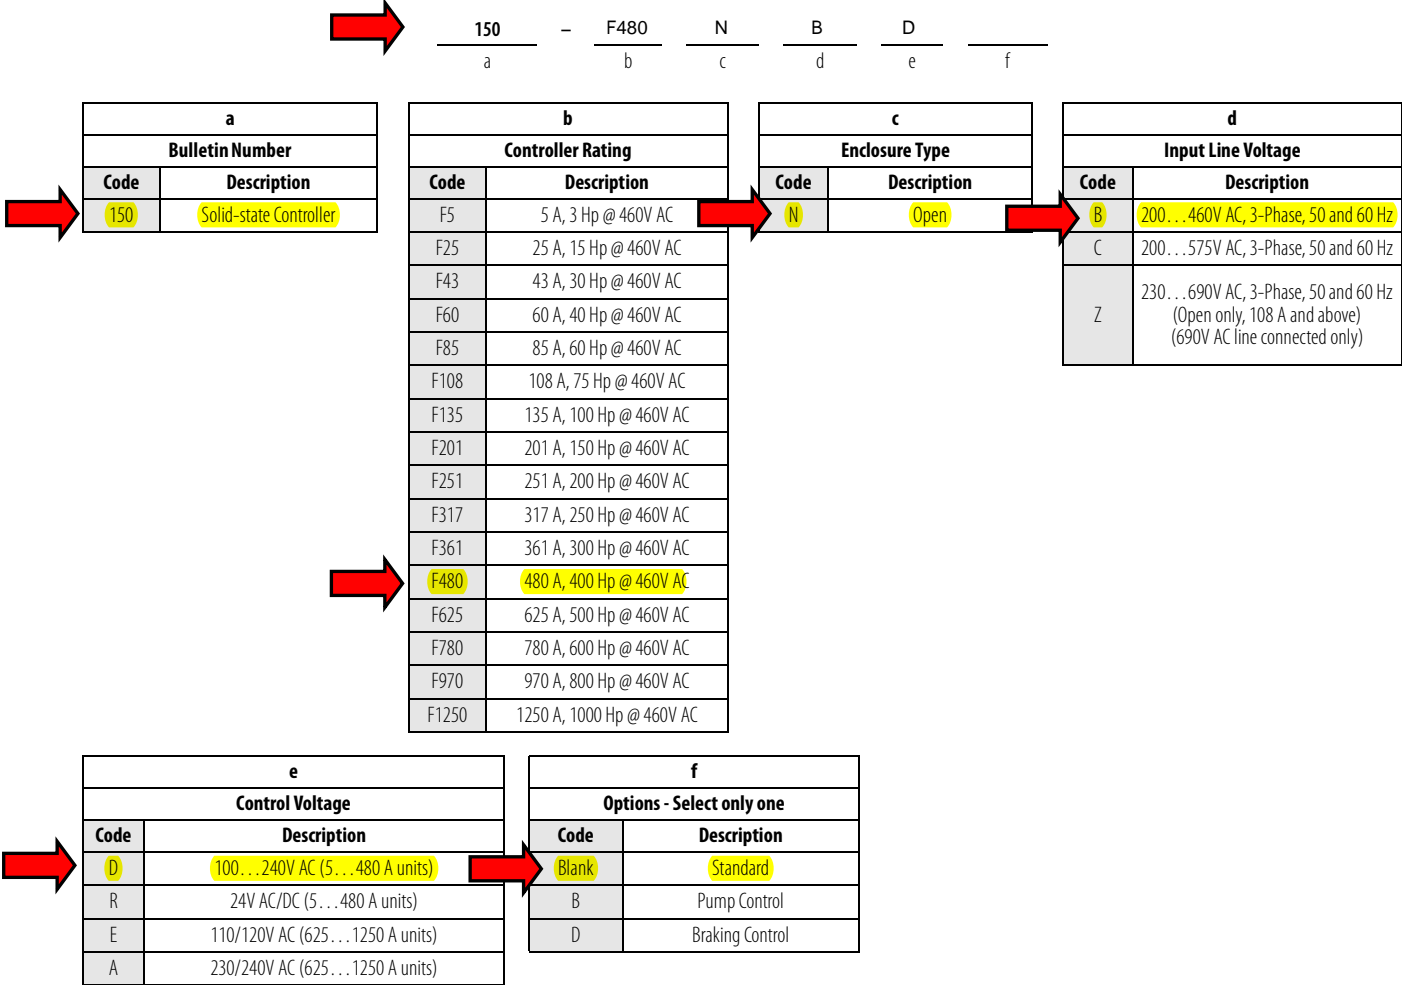 150 – F480 N B D
a b c d e f
a
Bulletin Number
Code Description
150 Solid-state Controller
b
Controller Rating
Code Description
F5 5 A, 3 Hp @ 460V AC
F25 25 A, 15 Hp @ 460V AC
F43 43 A, 30 Hp @ 460V AC
F60 60 A, 40 Hp @ 460V AC
F85 85 A, 60 Hp @ 460V AC
F108 108 A, 75 Hp @ 460V AC
F135 135 A, 100 Hp @ 460V AC
F201 201 A, 150 Hp @ 460V AC
F251 251 A, 200 Hp @ 460V AC
F317 317 A, 250 Hp @ 460V AC
F361 361 A, 300 Hp @ 460V AC
F480 480 A, 400 Hp @ 460V AC
F625 625 A, 500 Hp @ 460V AC
F780 780 A, 600 Hp @ 460V AC
F970 970 A, 800 Hp @ 460V AC
F1250 1250 A, 1000 Hp @ 460V AC
c
Enclosure Type
Code Description
N Open
d
Input Line Voltage
Code Description
B 200...460V AC, 3-Phase, 50 and 60 Hz
C 200...575V AC, 3-Phase, 50 and 60 Hz
Z 230...690V AC, 3-Phase, 50 and 60 Hz
(Open only, 108 A and above)
(690V AC line connected only)
e
Control Voltage
Code Description
D 100...240V AC (5...480 A units)
R 24V AC/DC (5...480 A units)
E 110/120V AC (625...1250 A units)
A 230/240V AC (625...1250 A units)
f
Options - Select only one
Code Description
Blank Standard
B Pump Control
D Braking Control